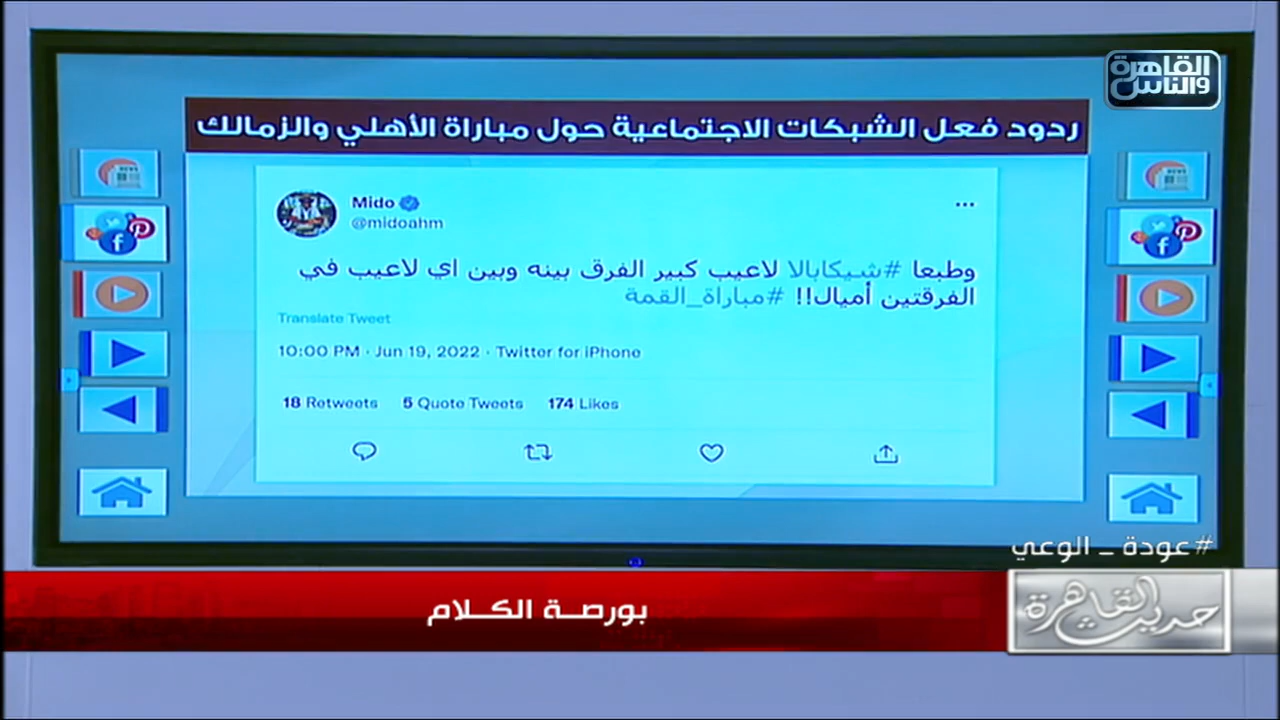 القاهرة
والناس
ردود فعل الشبكات الاجتماعية حول مباراة الأهلي والزمالك
Mido
@midoahm
وطبعا #شيكابالا لاعيب كبير الفرق بينه وبين اي لاعيب في
الفرقتين أميال!! #مباراة_القمة
Translate Tweet
10:00 PM · Jun 19, 2022 · Twitter for iPhone
18 Retweets 5 Quote Tweets 174 Likes
#عودة_الوعي
بورصة الكلام
حديث القاهرة
NEWS
NEWS